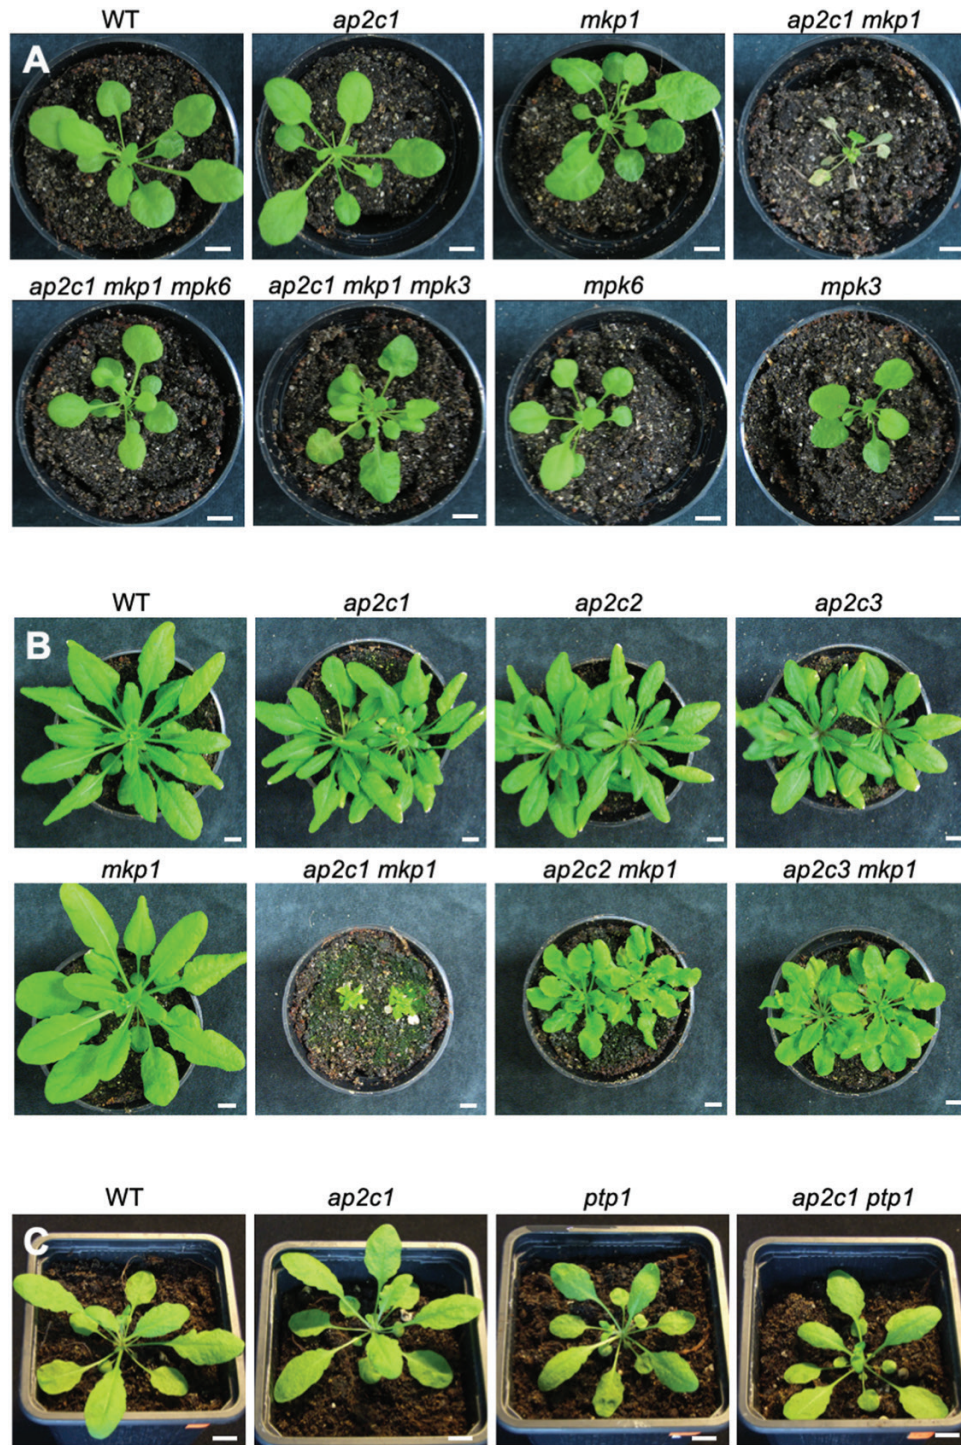 WT ap2c1 mkp1 ap2c1 mkp1
A
ap2c1 mkp1 mpk6 ap2c1 mkp1 mpk3 mpk6 mpk3
WT ap2c1 ap2c2 ap2c3
B
mkp1 ap2c1 mkp1 ap2c2 mkp1 ap2c3 mkp1
WT ap2c1 ptp1 ap2c1 ptp1
C